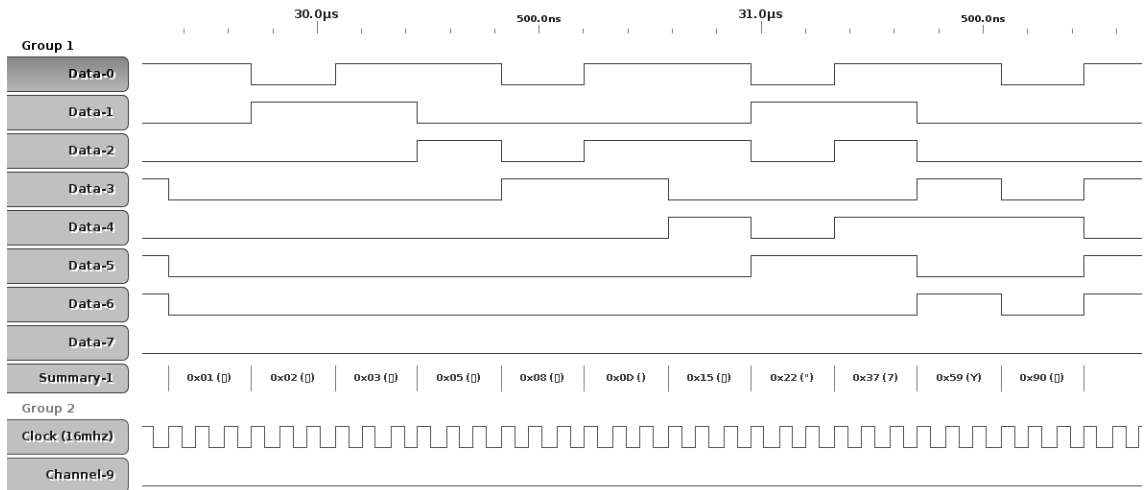 30.0µs 500.0ns 31.0µs 500.0ns
Group 1
Data-0
Data-1
Data-2
Data-3
Data-4
Data-5
Data-6
Data-7
Summary-1 0x01 (▯) 0x02 (▯) 0x03 (▯) 0x05 (▯) 0x08 (▯) 0x0D () 0x15 (▯) 0x22 (") 0x37 (7) 0x59 (Y) 0x90 (▯)
Group 2
Clock (16mhz)
Channel-9